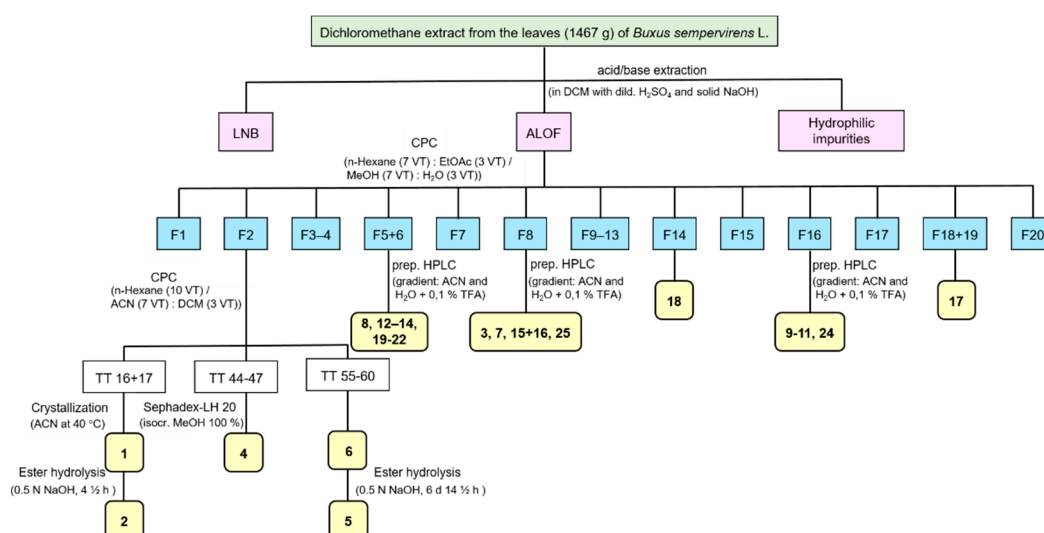 Dichloromethane extract from the leaves (1467 g) of Buxus sempervirens L.
acid/base extraction
(in DCM with dild. H₂SO₄ and solid NaOH)
LNB
ALOF
Hydrophilic
impurities
CPC
(n-Hexane (7 VT) : EtOAc (3 VT) /
MeOH (7 VT) : H₂O (3 VT))
F1
F2
F3–4
F5+6
F7
F8
F9–13
F14
F15
F16
F17
F18+19
F20
CPC
(n-Hexane (10 VT) /
ACN (7 VT) : DCM (3 VT))
prep. HPLC
(gradient: ACN and
H₂O + 0,1 % TFA)
prep. HPLC
(gradient: ACN and
H₂O + 0,1 % TFA)
prep. HPLC
(gradient: ACN and
H₂O + 0,1 % TFA)
18
17
8, 12–14,
19-22
3, 7, 15+16, 25
9-11, 24
TT 16+17
TT 44-47
TT 55-60
Crystallization
(ACN at 40 °C)
Sephadex-LH 20
(isocr. MeOH 100 %)
1
4
6
Ester hydrolysis
(0.5 N NaOH, 4 ½ h )
Ester hydrolysis
(0.5 N NaOH, 6 d 14 ½ h )
2
5